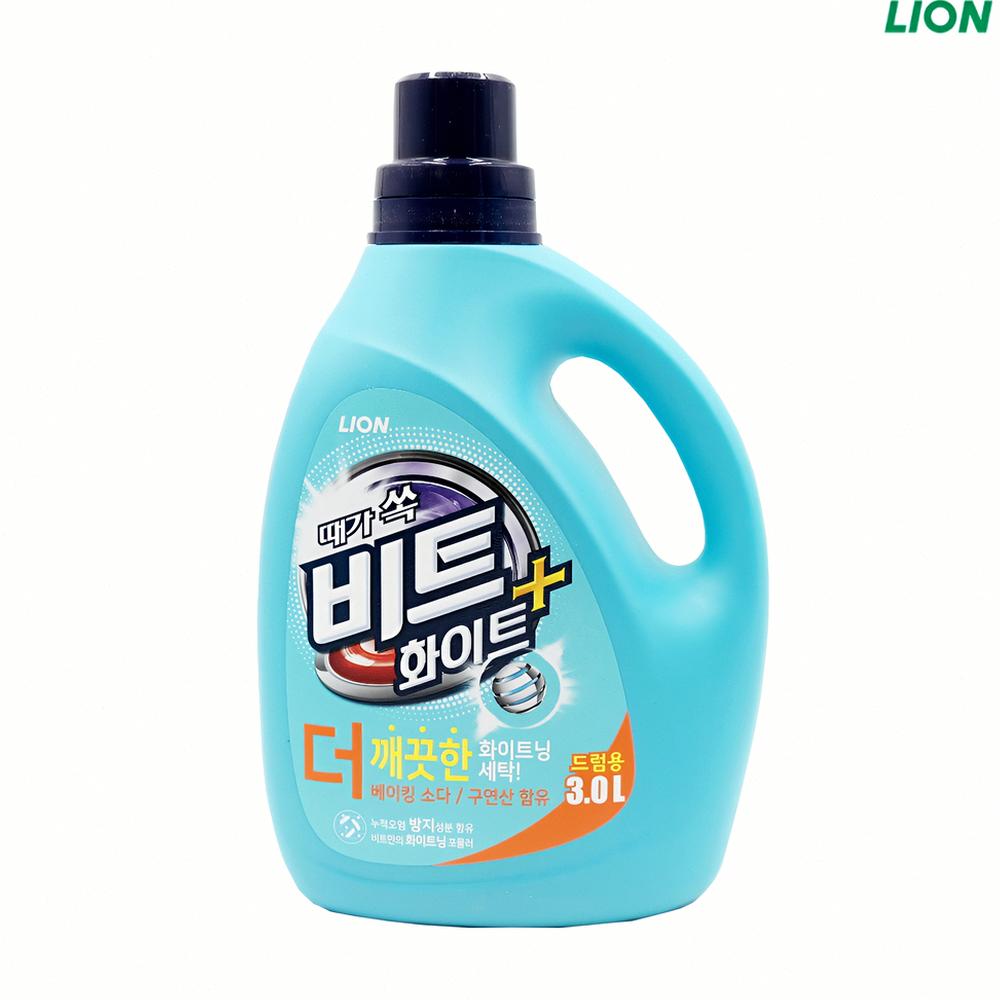 LION
LION
때가 쏙
비트+
화이트
더 깨끗한 화이트닝
세탁!
베이킹 소다 / 구연산 함유
드럼용
3.0L
누적오염 방지성분 함유
비트만의 화이트닝 포뮬러